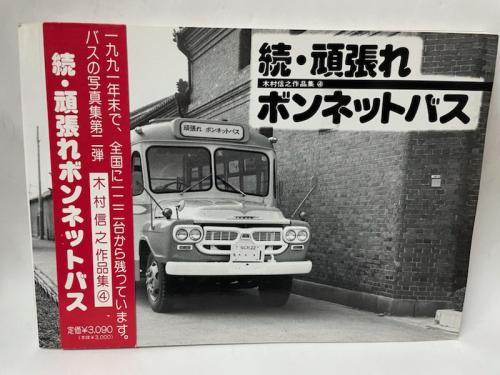 続・頑張れ
木村信之作品集④
ボンネットバス
頑張れ ボンネットバス
一九九一年末で、全国に一一二台から残っています。
バスの写真集第二弾
木村信之作品集④
続・頑張れボンネットバス
定価¥3,090
(本体¥3,000)